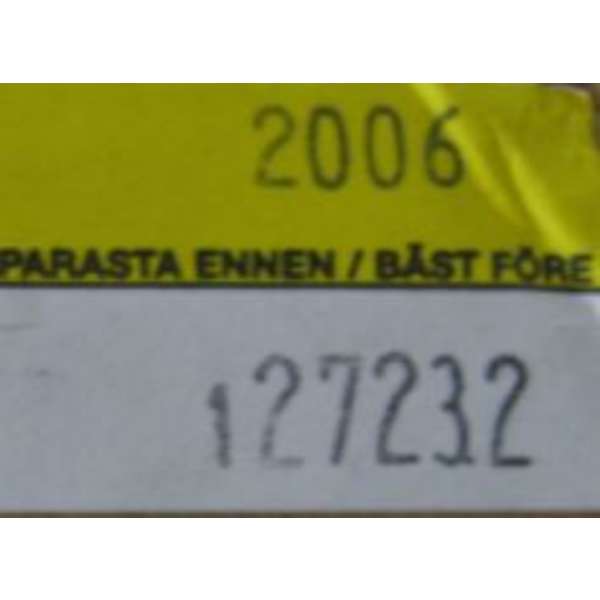 2006
PARASTA ENNEN / BÄST FÖRE
127232